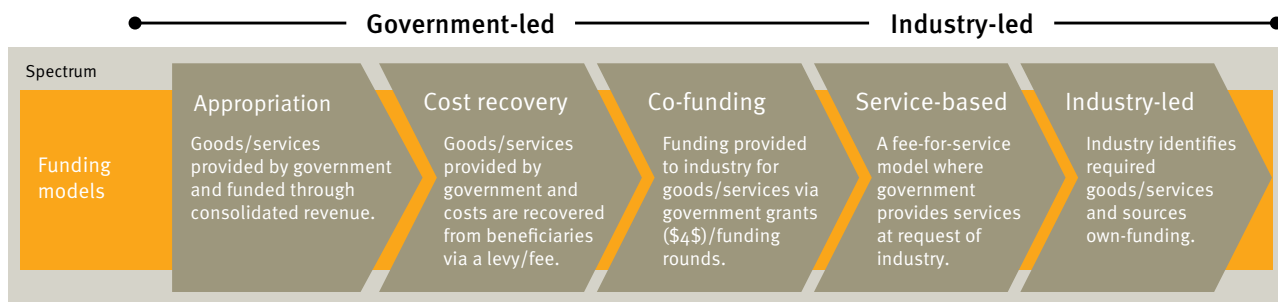 Government-led
Industry-led
Spectrum
Funding
models
Appropriation
Goods/services
provided by government
and funded through
consolidated revenue.
Cost recovery
Goods/services
provided by
government and
costs are recovered
from beneficiaries
via a levy/fee.
Co-funding
Funding provided
to industry for
goods/services via
government grants
($4$)/funding
rounds.
Service-based
A fee-for-service
model where
government
provides services
at request of
industry.
Industry-led
Industry identifies
required
goods/services
and sources
own-funding.